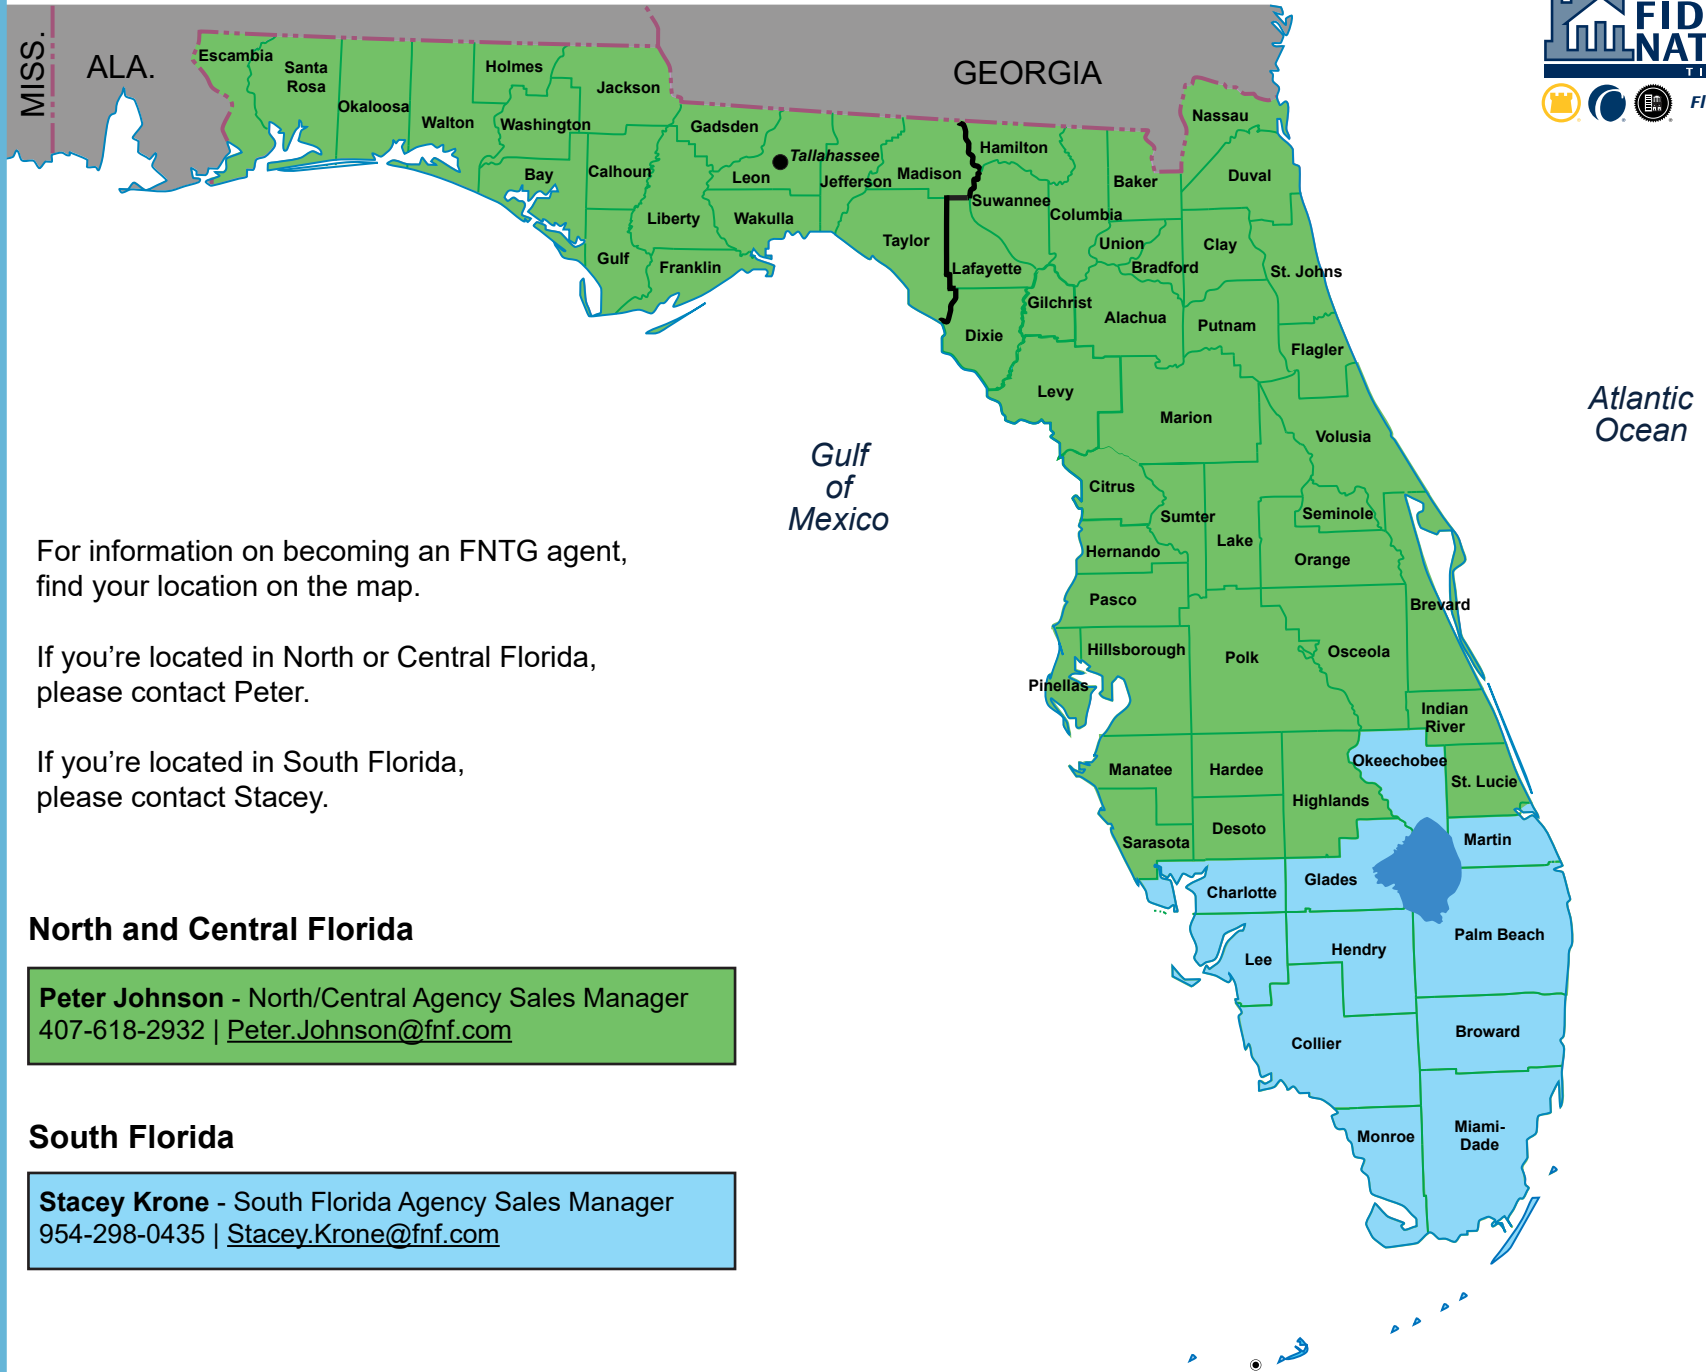 MISS.
ALA.
GEORGIA
FID
NAT
T I
Fl
Escambia
Santa
Rosa
Okaloosa
Walton
Holmes
Washington
Jackson
Bay
Calhoun
Gulf
Liberty
Gadsden
Tallahassee
Leon
Wakulla
Franklin
Jefferson
Madison
Taylor
Hamilton
Suwannee
Lafayette
Dixie
Columbia
Baker
Nassau
Duval
Union
Bradford
Clay
St. Johns
Gilchrist
Alachua
Putnam
Flagler
Levy
Marion
Volusia
Atlantic
Ocean
Gulf
of
Mexico
Citrus
Sumter
Lake
Seminole
Orange
Hernando
Pasco
Brevard
Hillsborough
Polk
Osceola
Pinellas
Indian
River
Manatee
Hardee
Highlands
Okeechobee
St. Lucie
Sarasota
Desoto
Martin
Charlotte
Glades
Palm Beach
Lee
Hendry
Collier
Broward
Monroe
Miami-
Dade
For information on becoming an FNTG agent,
find your location on the map.
If you’re located in North or Central Florida,
please contact Peter.
If you’re located in South Florida,
please contact Stacey.
North and Central Florida
Peter Johnson - North/Central Agency Sales Manager
407-618-2932 | Peter.Johnson@fnf.com
South Florida
Stacey Krone - South Florida Agency Sales Manager
954-298-0435 | Stacey.Krone@fnf.com